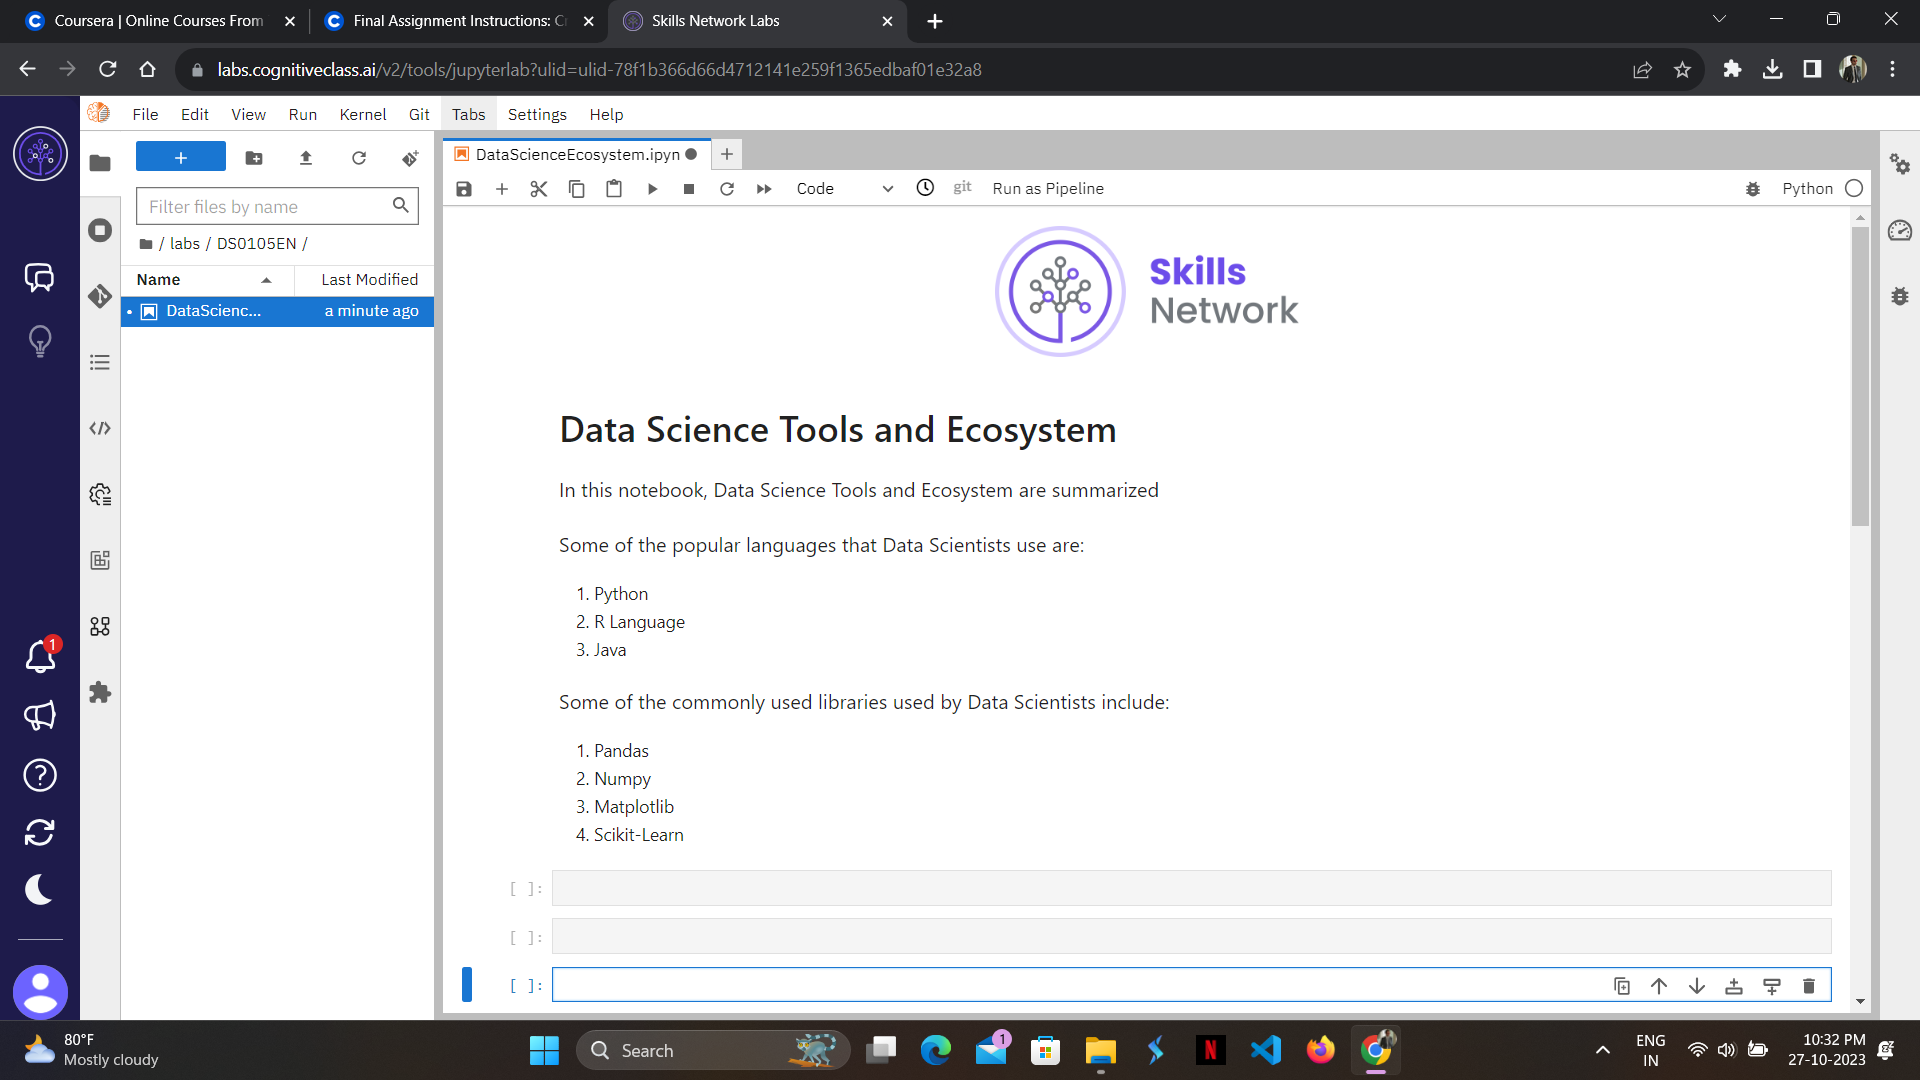 Coursera | Online Courses From
Final Assignment Instructions: Cr
Skills Network Labs
labs.cognitiveclass.ai/v2/tools/jupyterlab?ulid=ulid-78f1b366d66d4712141e259f1365edbaf01e32a8
File Edit View Run Kernel Git Tabs Settings Help
DataScienceEcosystem.ipyn
Code
git
Run as Pipeline
Python
Filter files by name
/ labs / DS0105EN /
Name Last Modified
DataScienc... a minute ago
Skills
Network
Data Science Tools and Ecosystem
In this notebook, Data Science Tools and Ecosystem are summarized
Some of the popular languages that Data Scientists use are:
1. Python
2. R Language
3. Java
Some of the commonly used libraries used by Data Scientists include:
1. Pandas
2. Numpy
3. Matplotlib
4. Scikit-Learn
[ ]:
[ ]:
[ ]:
1
80°F
Mostly cloudy
Search
1
N
ENG
IN
10:32 PM
27-10-2023